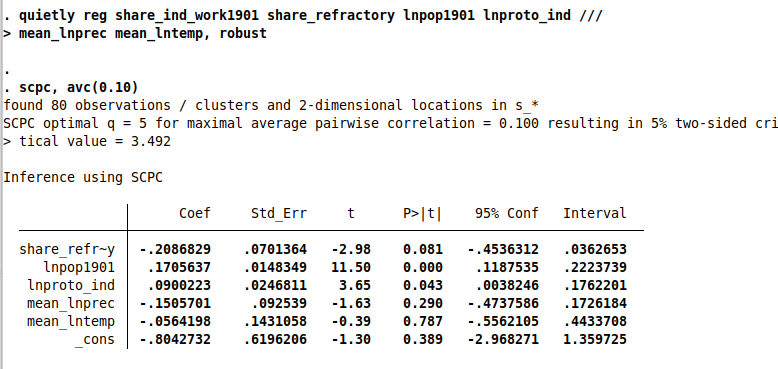 . quietly reg share_ind_work1901 share_refractory lnpop1901 lnproto_ind ///
> mean_lnprec mean_lntemp, robust
.
. scpc, avc(0.10)
found 80 observations / clusters and 2-dimensional locations in s_*
SCPC optimal q = 5 for maximal average pairwise correlation = 0.100 resulting in 5% two-sided cri
> tical value = 3.492
Inference using SCPC
Coef Std_Err t P>|t| 95% Conf Interval
share_refr~y -.2086829 .0701364 -2.98 0.081 -.4536312 .0362653
lnpop1901 .1705637 .0148349 11.50 0.000 .1187535 .2223739
lnproto_ind .0900223 .0246811 3.65 0.043 .0038246 .1762201
mean_lnprec -.1505701 .092539 -1.63 0.290 -.4737586 .1726184
mean_lntemp -.0564198 .1431058 -0.39 0.787 -.5562105 .4433708
_cons -.8042732 .6196206 -1.30 0.389 -2.968271 1.359725